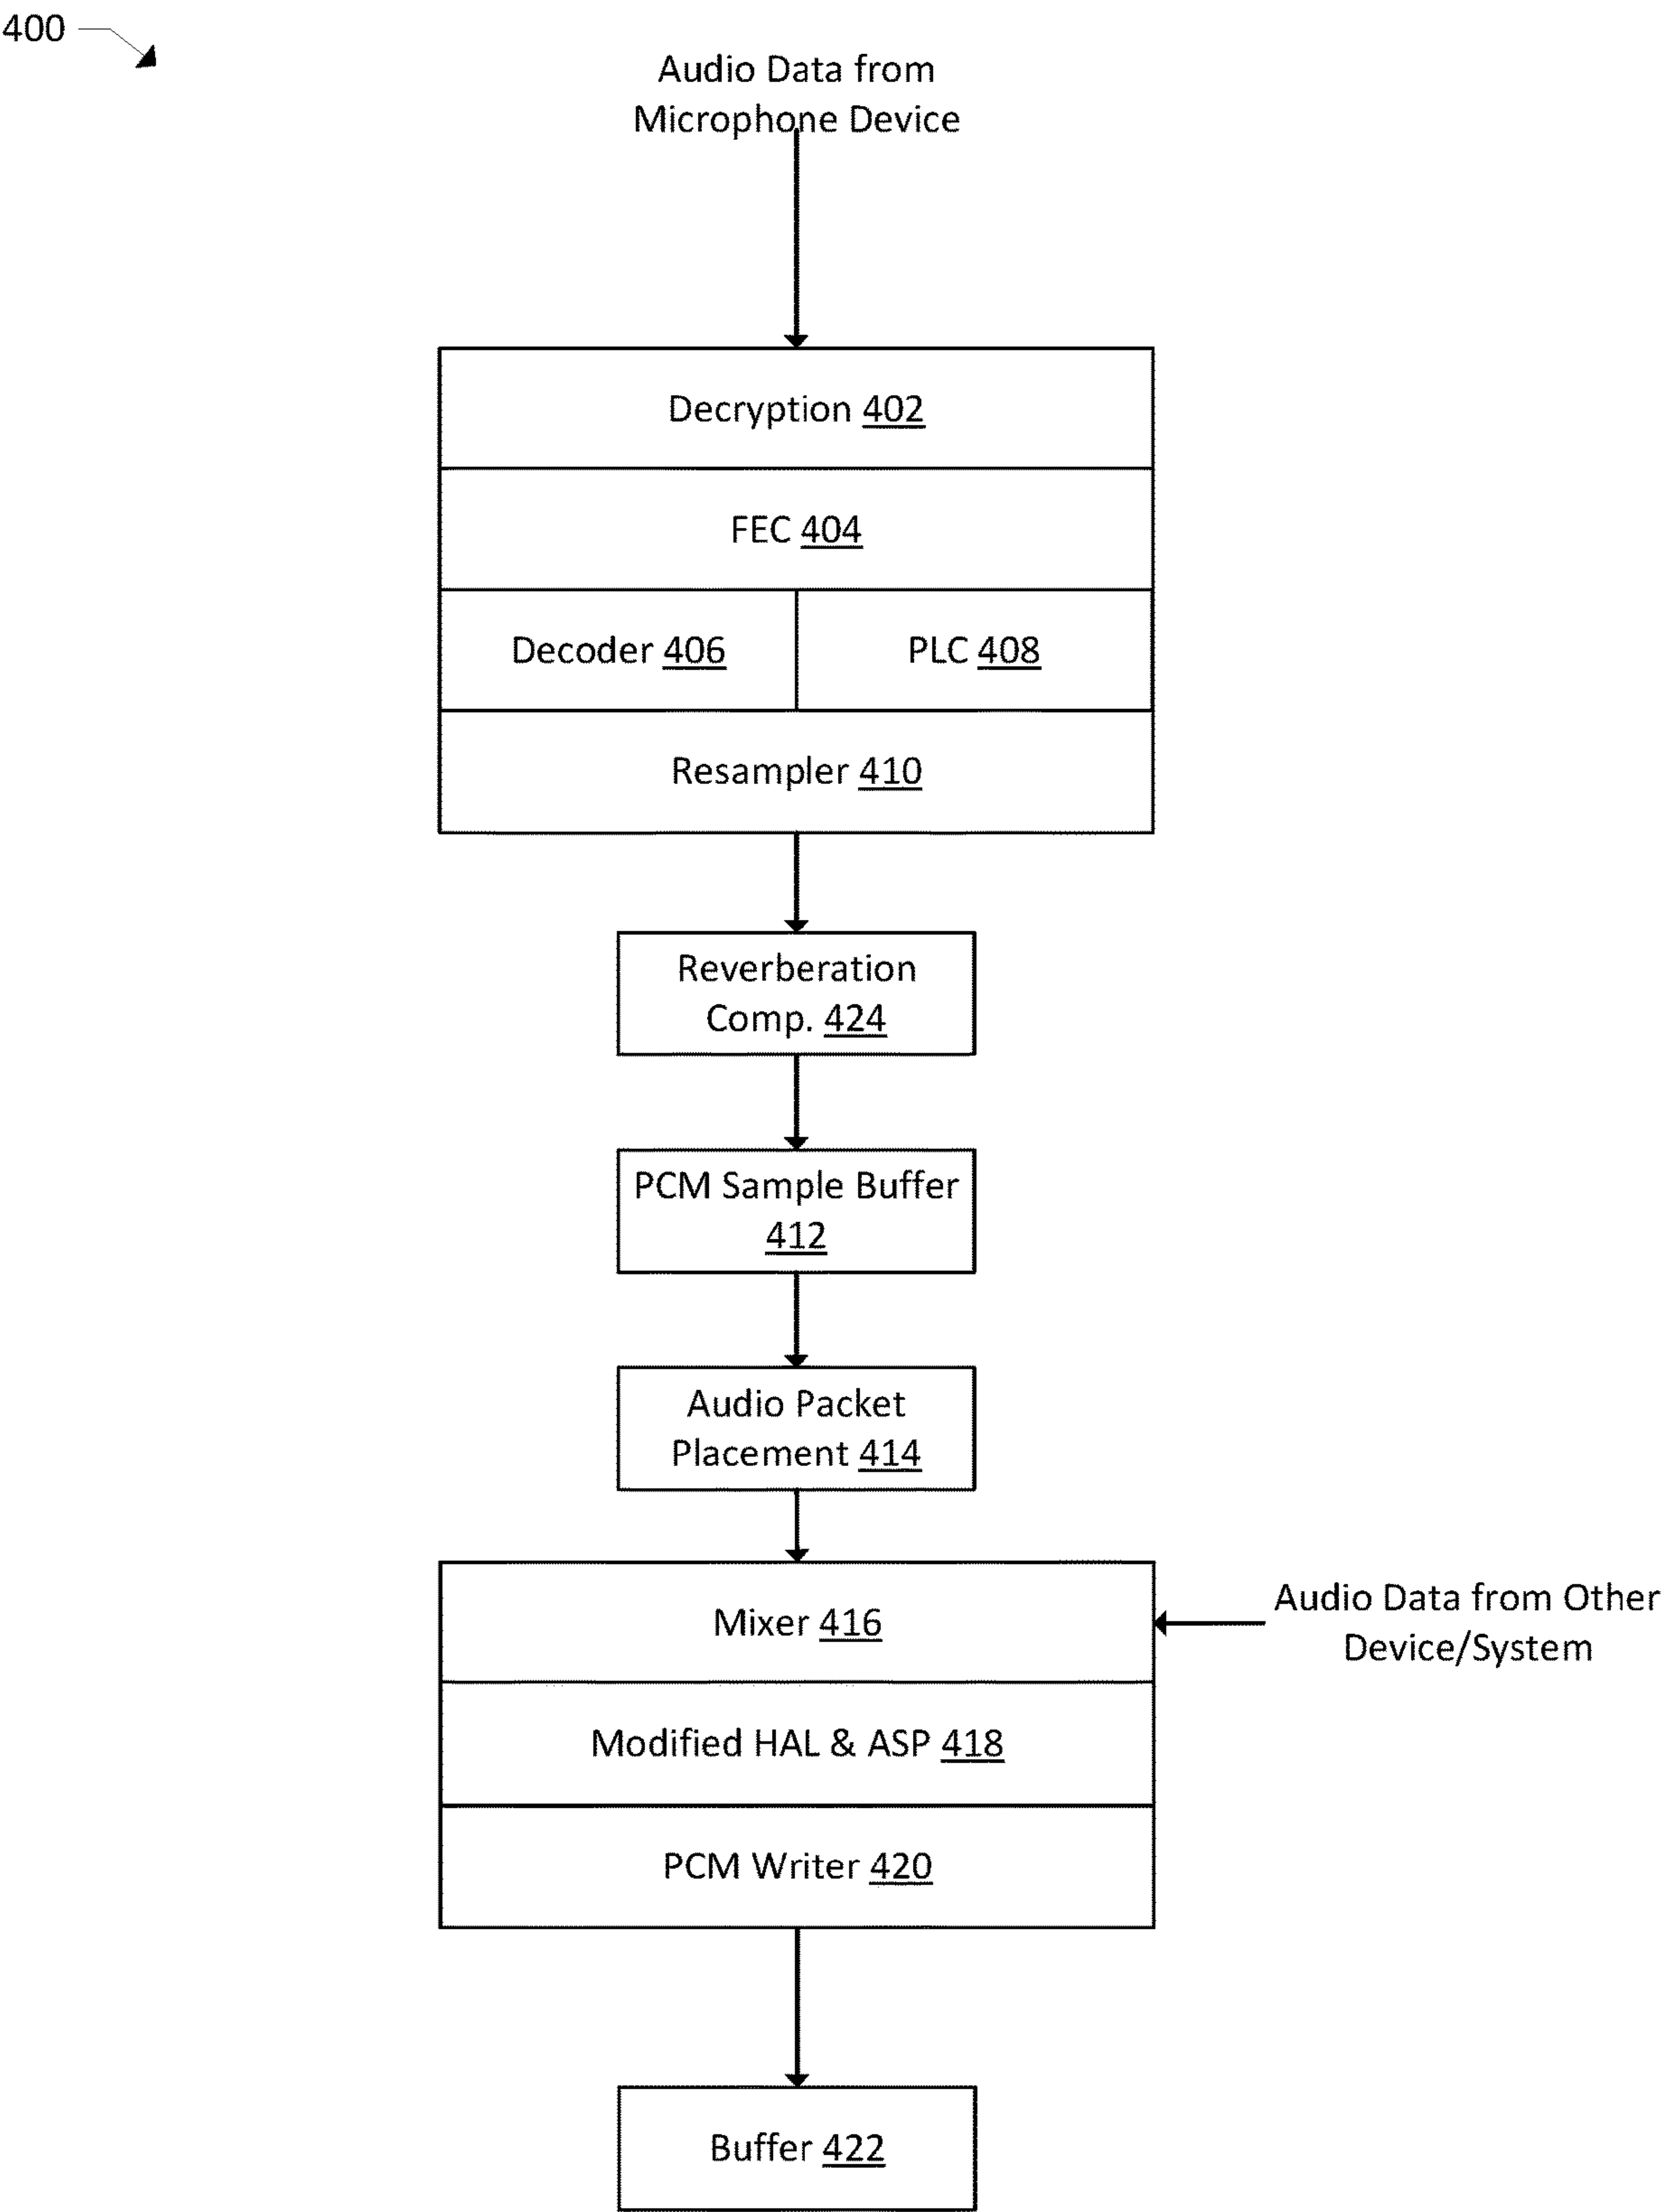 400
Audio Data from
Microphone Device
Decryption 402
FEC 404
Decoder 406
PLC 408
Resampler 410
Reverberation
Comp. 424
PCM Sample Buffer
412
Audio Packet
Placement 414
Mixer 416
Audio Data from Other
Device/System
Modified HAL & ASP 418
PCM Writer 420
Buffer 422